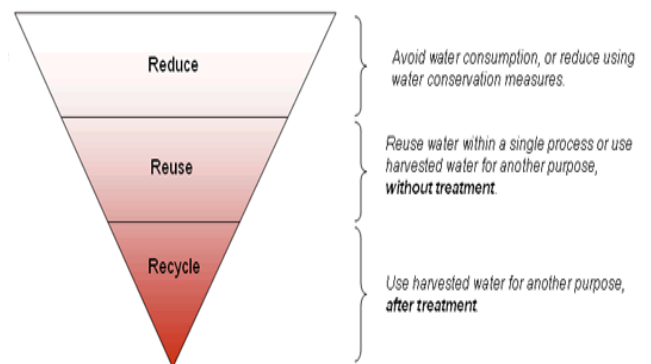 Reduce
Avoid water consumption, or reduce using
water conservation measures.
Reuse
Reuse water within a single process or use
harvested water for another purpose,
without treatment.
Recycle
Use harvested water for another purpose,
after treatment.